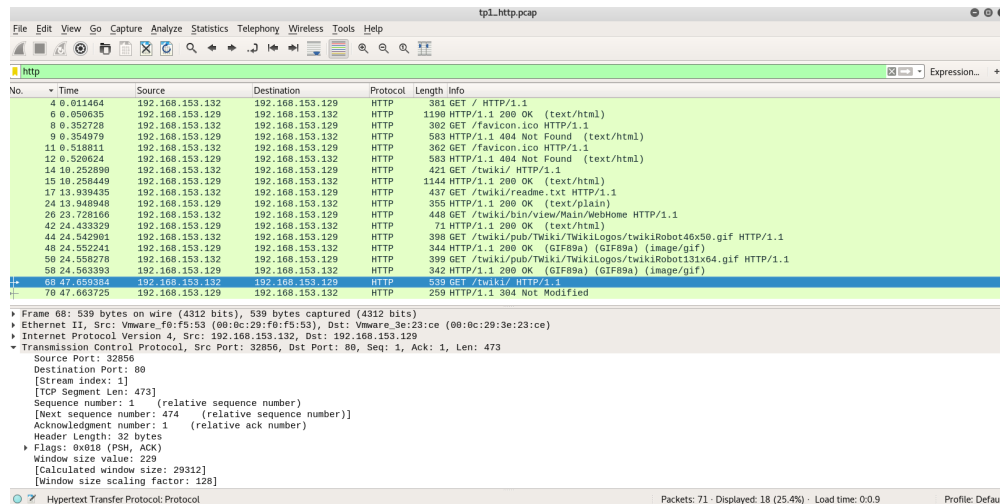 tp1_http.pcap
File Edit View Go Capture Analyze Statistics Telephony Wireless Tools Help
http Expression... +
No. Time Source Destination Protocol Length Info
4 0.011464 192.168.153.132 192.168.153.129 HTTP 381 GET / HTTP/1.1
6 0.050635 192.168.153.129 192.168.153.132 HTTP 1190 HTTP/1.1 200 OK (text/html)
8 0.352728 192.168.153.132 192.168.153.129 HTTP 302 GET /favicon.ico HTTP/1.1
9 0.354979 192.168.153.129 192.168.153.132 HTTP 583 HTTP/1.1 404 Not Found (text/html)
11 0.518811 192.168.153.132 192.168.153.129 HTTP 362 GET /favicon.ico HTTP/1.1
12 0.520624 192.168.153.129 192.168.153.132 HTTP 583 HTTP/1.1 404 Not Found (text/html)
14 10.252890 192.168.153.132 192.168.153.129 HTTP 421 GET /twiki/ HTTP/1.1
15 10.258449 192.168.153.129 192.168.153.132 HTTP 1144 HTTP/1.1 200 OK (text/html)
17 13.939435 192.168.153.132 192.168.153.129 HTTP 437 GET /twiki/readme.txt HTTP/1.1
24 13.948948 192.168.153.129 192.168.153.132 HTTP 355 HTTP/1.1 200 OK (text/plain)
26 23.728166 192.168.153.132 192.168.153.129 HTTP 448 GET /twiki/bin/view/Main/WebHome HTTP/1.1
42 24.433329 192.168.153.129 192.168.153.132 HTTP 71 HTTP/1.1 200 OK (text/html)
44 24.542901 192.168.153.132 192.168.153.129 HTTP 398 GET /twiki/pub/TWiki/TWikiLogos/twikiRobot46x50.gif HTTP/1.1
48 24.552241 192.168.153.129 192.168.153.132 HTTP 344 HTTP/1.1 200 OK (GIF89a) (GIF89a) (image/gif)
50 24.558278 192.168.153.132 192.168.153.129 HTTP 399 GET /twiki/pub/TWiki/TWikiLogos/twikiRobot131x64.gif HTTP/1.1
58 24.563393 192.168.153.129 192.168.153.132 HTTP 342 HTTP/1.1 200 OK (GIF89a) (GIF89a) (image/gif)
68 47.659384 192.168.153.132 192.168.153.129 HTTP 539 GET /twiki/ HTTP/1.1
70 47.663725 192.168.153.129 192.168.153.132 HTTP 259 HTTP/1.1 304 Not Modified
Frame 68: 539 bytes on wire (4312 bits), 539 bytes captured (4312 bits)
Ethernet II, Src: Vmware_f0:f5:53 (00:0c:29:f0:f5:53), Dst: Vmware_3e:23:ce (00:0c:29:3e:23:ce)
Internet Protocol Version 4, Src: 192.168.153.132, Dst: 192.168.153.129
Transmission Control Protocol, Src Port: 32856, Dst Port: 80, Seq: 1, Ack: 1, Len: 473
Source Port: 32856
Destination Port: 80
[Stream index: 1]
[TCP Segment Len: 473]
Sequence number: 1 (relative sequence number)
[Next sequence number: 474 (relative sequence number)]
Acknowledgment number: 1 (relative ack number)
Header Length: 32 bytes
Flags: 0x018 (PSH, ACK)
Window size value: 229
[Calculated window size: 29312]
[Window size scaling factor: 128]
Hypertext Transfer Protocol: Protocol Packets: 71 · Displayed: 18 (25.4%) · Load time: 0:0.9 Profile: Defau